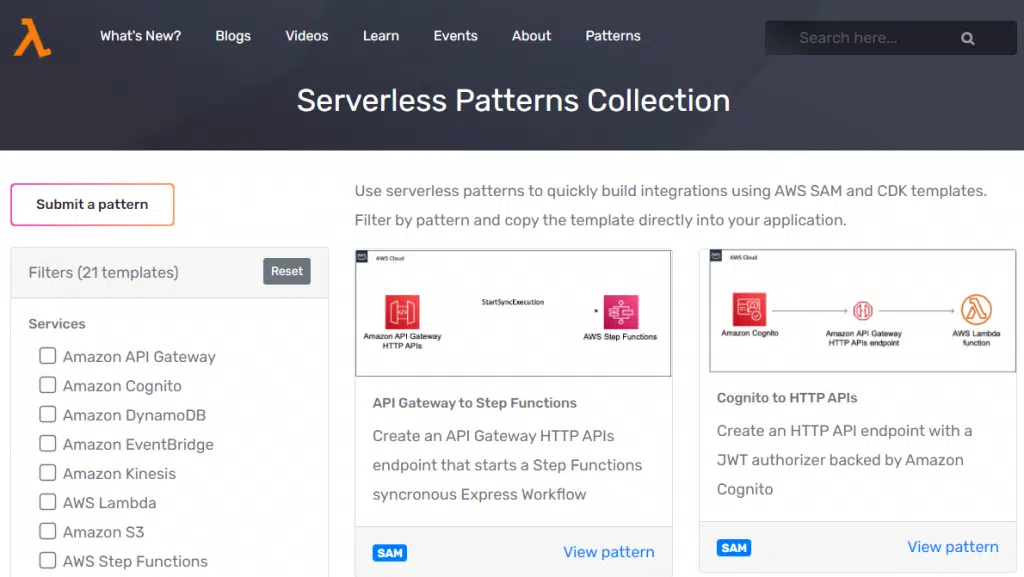 What's New?
Blogs
Videos
Learn
Events
About
Patterns
Search here...
Serverless Patterns Collection
Submit a pattern
Use serverless patterns to quickly build integrations using AWS SAM and CDK templates.
Filter by pattern and copy the template directly into your application.
Filters (21 templates)
Reset
Services
Amazon API Gateway
Amazon Cognito
Amazon DynamoDB
Amazon EventBridge
Amazon Kinesis
AWS Lambda
Amazon S3
AWS Step Functions
AWS Cloud
StartSyncExecution
Amazon API Gateway
HTTP APIs
AWS Step Functions
API Gateway to Step Functions
Create an API Gateway HTTP APIs
endpoint that starts a Step Functions
syncronous Express Workflow
SAM
View pattern
AWS Cloud
Amazon Cognito
Amazon API Gateway
HTTP APIs endpoint
AWS Lambda
function
Cognito to HTTP APIs
Create an HTTP API endpoint with a
JWT authorizer backed by Amazon
Cognito
SAM
View pattern